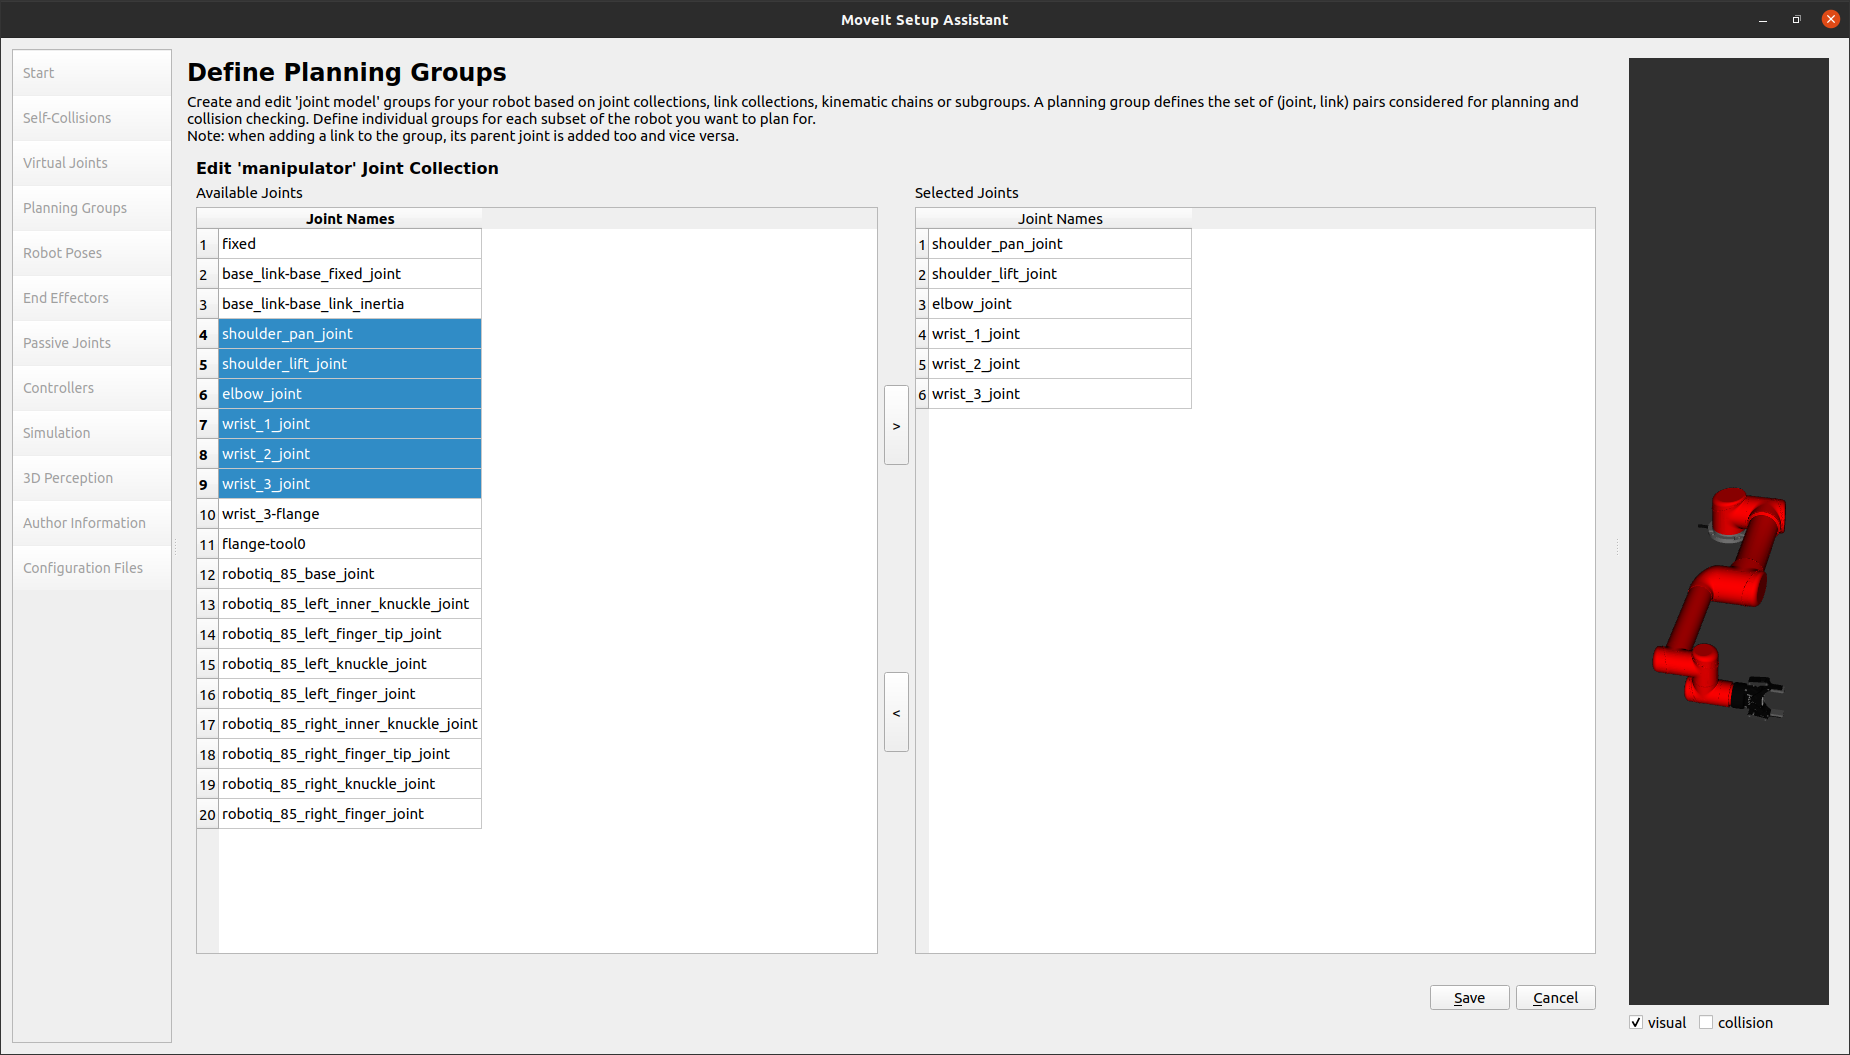 MoveIt Setup Assistant
Start
Self-Collisions
Virtual Joints
Planning Groups
Robot Poses
End Effectors
Passive Joints
Controllers
Simulation
3D Perception
Author Information
Configuration Files
Define Planning Groups
Create and edit 'joint model' groups for your robot based on joint collections, link collections, kinematic chains or subgroups. A planning group defines the set of (joint, link) pairs considered for planning and
collision checking. Define individual groups for each subset of the robot you want to plan for.
Note: when adding a link to the group, its parent joint is added too and vice versa.
Edit 'manipulator' Joint Collection
Available Joints
Joint Names
1 fixed
2 base_link-base_fixed_joint
3 base_link-base_link_inertia
4 shoulder_pan_joint
5 shoulder_lift_joint
6 elbow_joint
7 wrist_1_joint
8 wrist_2_joint
9 wrist_3_joint
10 wrist_3-flange
11 flange-tool0
12 robotiq_85_base_joint
13 robotiq_85_left_inner_knuckle_joint
14 robotiq_85_left_finger_tip_joint
15 robotiq_85_left_knuckle_joint
16 robotiq_85_left_finger_joint
17 robotiq_85_right_inner_knuckle_joint
18 robotiq_85_right_finger_tip_joint
19 robotiq_85_right_knuckle_joint
20 robotiq_85_right_finger_joint
>
<
Selected Joints
Joint Names
1 shoulder_pan_joint
2 shoulder_lift_joint
3 elbow_joint
4 wrist_1_joint
5 wrist_2_joint
6 wrist_3_joint
Save Cancel
visual collision